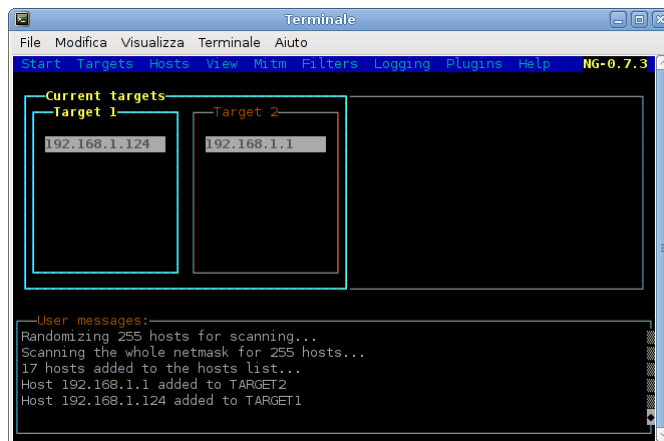 Terminale
File Modifica Visualizza Terminale Aiuto
Start Targets Hosts View Mitm Filters Logging Plugins Help NG-0.7.3
Current targets
Target 1 Target 2
192.168.1.124 192.168.1.1
User messages:
Randomizing 255 hosts for scanning...
Scanning the whole netmask for 255 hosts...
17 hosts added to the hosts list...
Host 192.168.1.1 added to TARGET2
Host 192.168.1.124 added to TARGET1